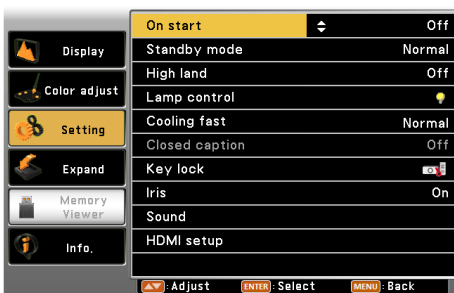 On start Off
Display
Standby mode Normal
High land Off
Color adjust
Lamp control
Setting
Cooling fast Normal
Closed caption Off
Expand
Key lock
Memory
Viewer
Iris On
Sound
Info.
HDMI setup
: Adjust ENTER : Select MENU : Back